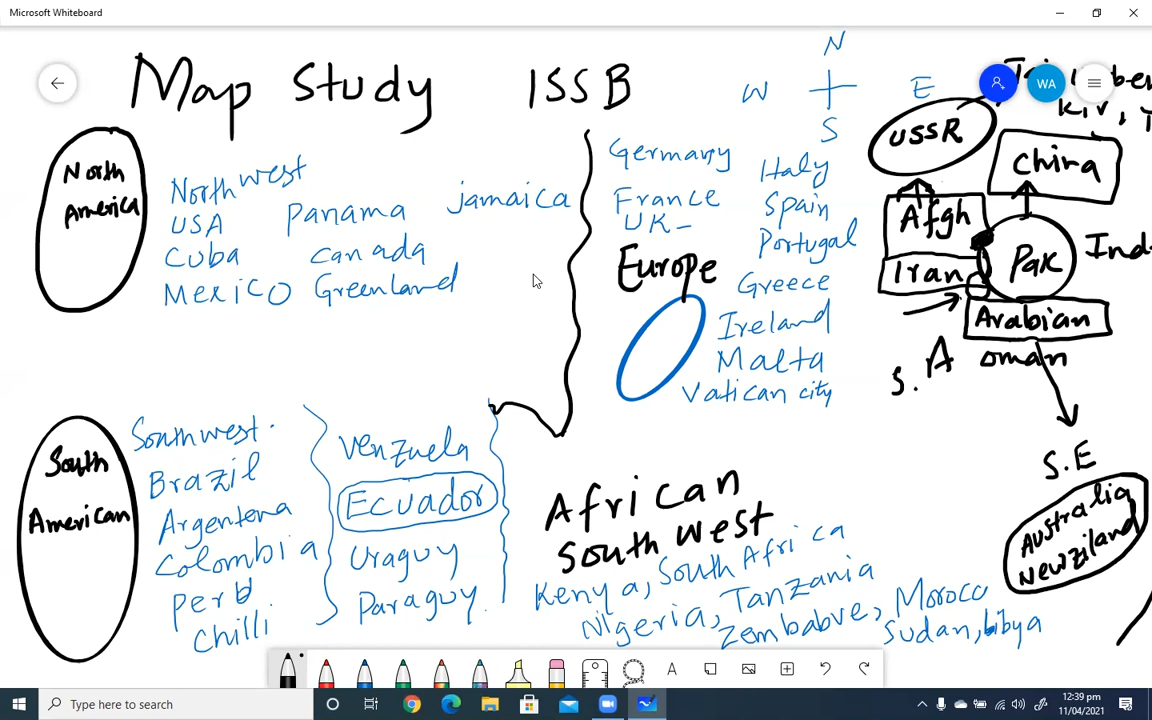 Microsoft Whiteboard
Map Study ISSB
N
W E
S
WA
North
America
Northwest
USA
Cuba
Mexico
Panama
Canada
Greenland
jamaica
Germany
France
UK-
Europe
Italy
Spain
Portugal
Greece
Ireland
Malta
Vatican city
USSR
China
Afgh
Iran
Pak
Ind
Arabian
S. A oman
S.E
Australia
Newziland
South
American
Southwest.
Brazil
Argentena
Colombia
Peru
Chilli
Venzuela
Ecuador
Uraguy
Paraguy.
African
South west
Kenya, South Africa
Nigeria, Tanzania
Zembabve, Morocc
Sudan, Libya
A
Type here to search
12:39 pm
11/04/2021